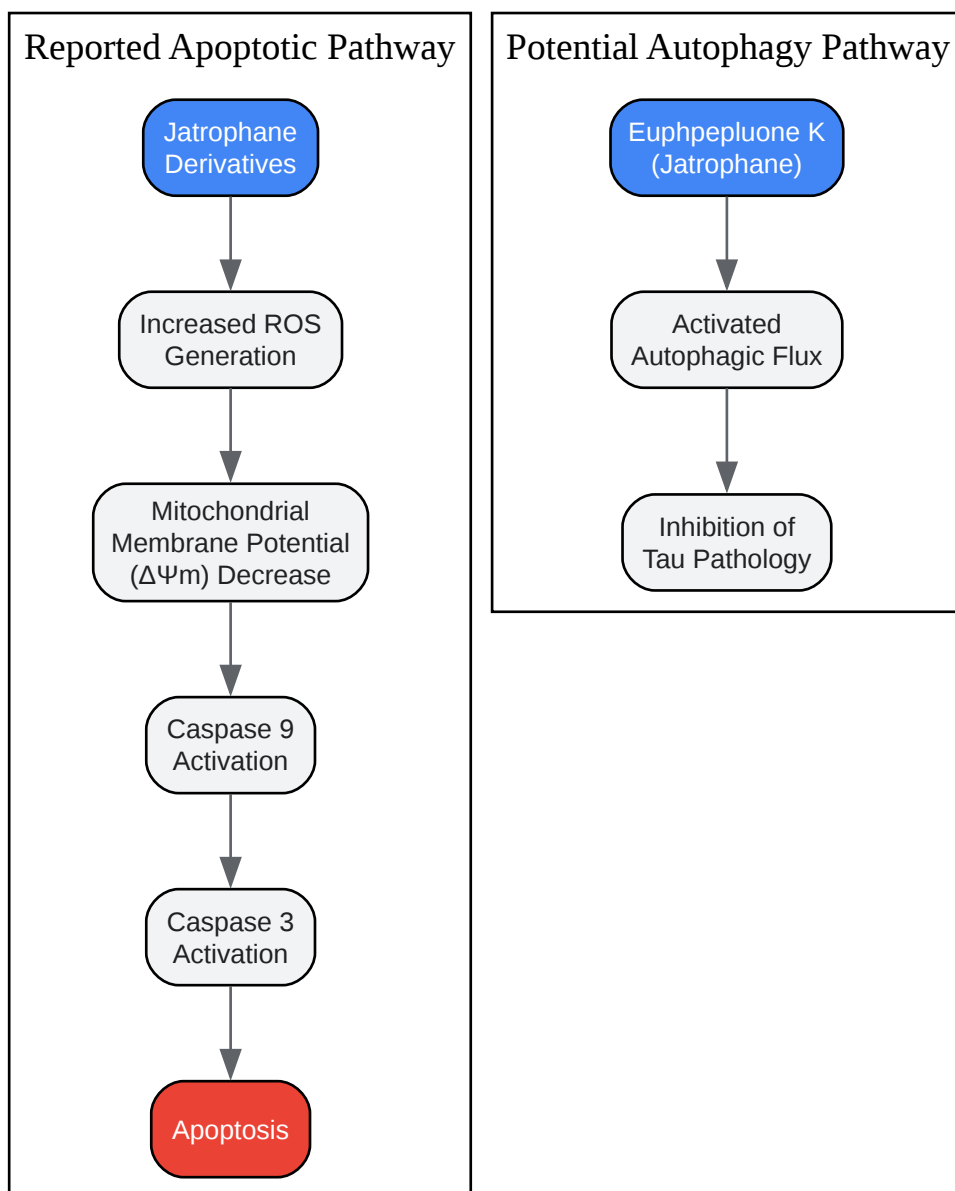 Reported Apoptotic Pathway
Jatrophane
Derivatives
Increased ROS
Generation
Mitochondrial
Membrane Potential
(ΔΨm) Decrease
Caspase 9
Activation
Caspase 3
Activation
Apoptosis
Potential Autophagy Pathway
Euphpepluone K
(Jatrophane)
Activated
Autophagic Flux
Inhibition of
Tau Pathology